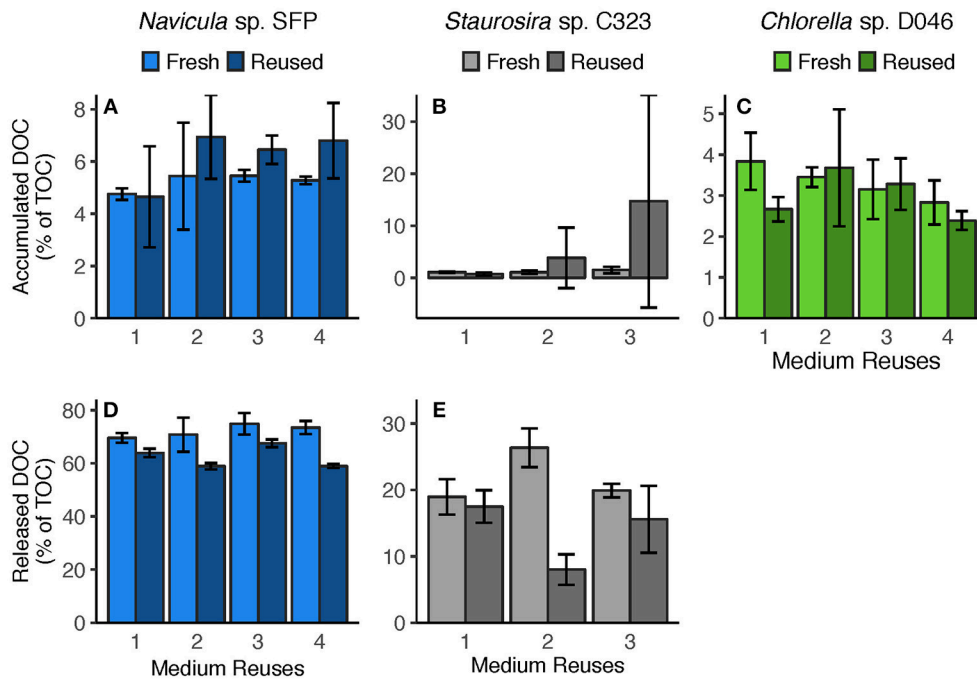 Navicula sp. SFP
Staurosira sp. C323
Chlorella sp. D046
Fresh Reused
Fresh Reused
Fresh Reused
Accumulated DOC
(% of TOC)
A
8
6
4
2
0
1 2 3 4
B
30
20
10
0
1 2 3
C
5
4
3
2
1
0
1 2 3 4
Medium Reuses
Released DOC
(% of TOC)
D
80
60
40
20
0
1 2 3 4
Medium Reuses
E
30
20
10
0
1 2 3
Medium Reuses